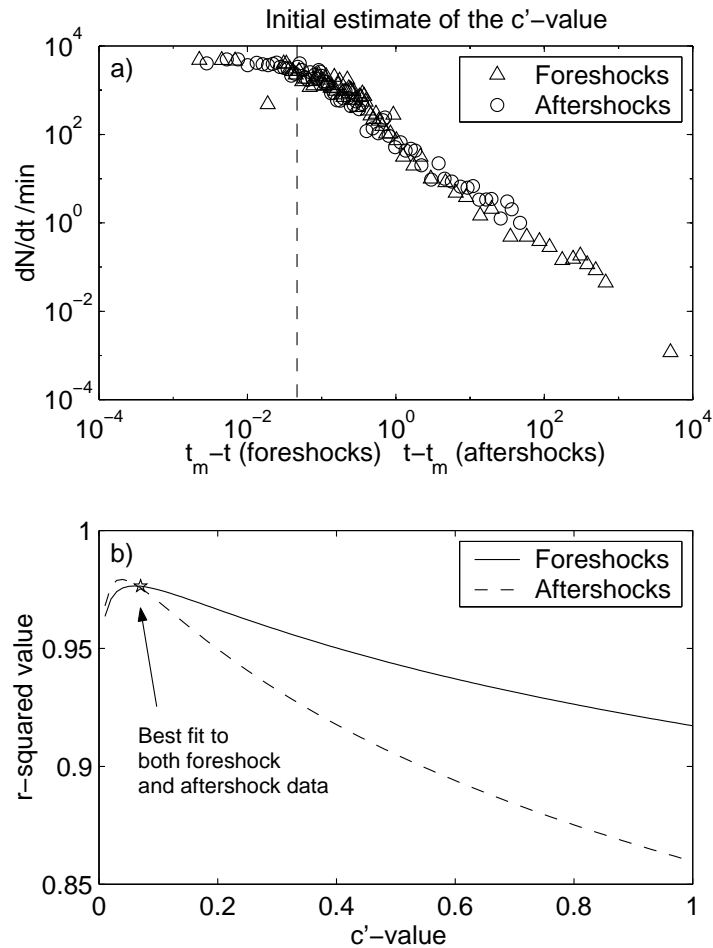 Initial estimate of the c'−value
a)
Foreshocks
Aftershocks
dN/dt /min
10^4
10^2
10^0
10^−2
10^−4
10^−4
10^−2
10^0
10^2
10^4
t_m−t (foreshocks) t−t_m (aftershocks)
b)
Foreshocks
Aftershocks
r−squared value
1
0.95
0.9
0.85
Best fit to
both foreshock
and aftershock data
0
0.2
0.4
0.6
0.8
1
c'−value